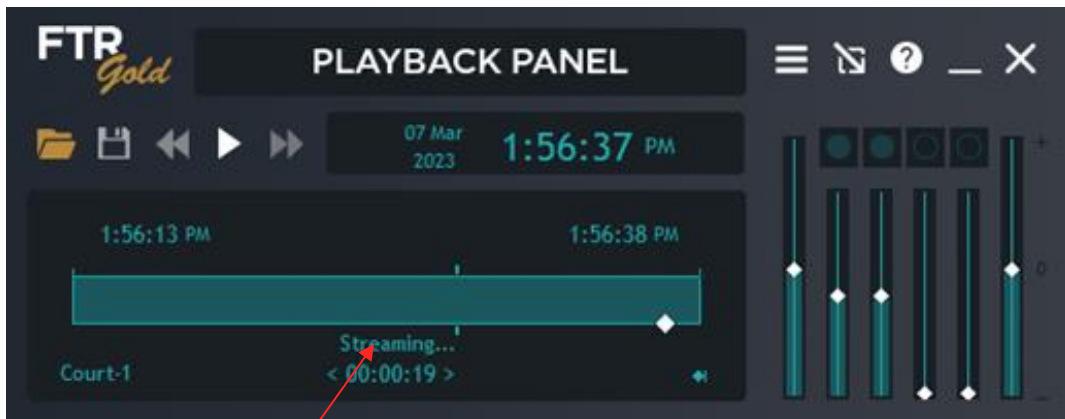 FTR
Gold
PLAYBACK PANEL
?
07 Mar
2023
1:56:37 PM
+
1:56:13 PM
1:56:38 PM
0
Streaming...
Court-1
< 00:00:19 >
–